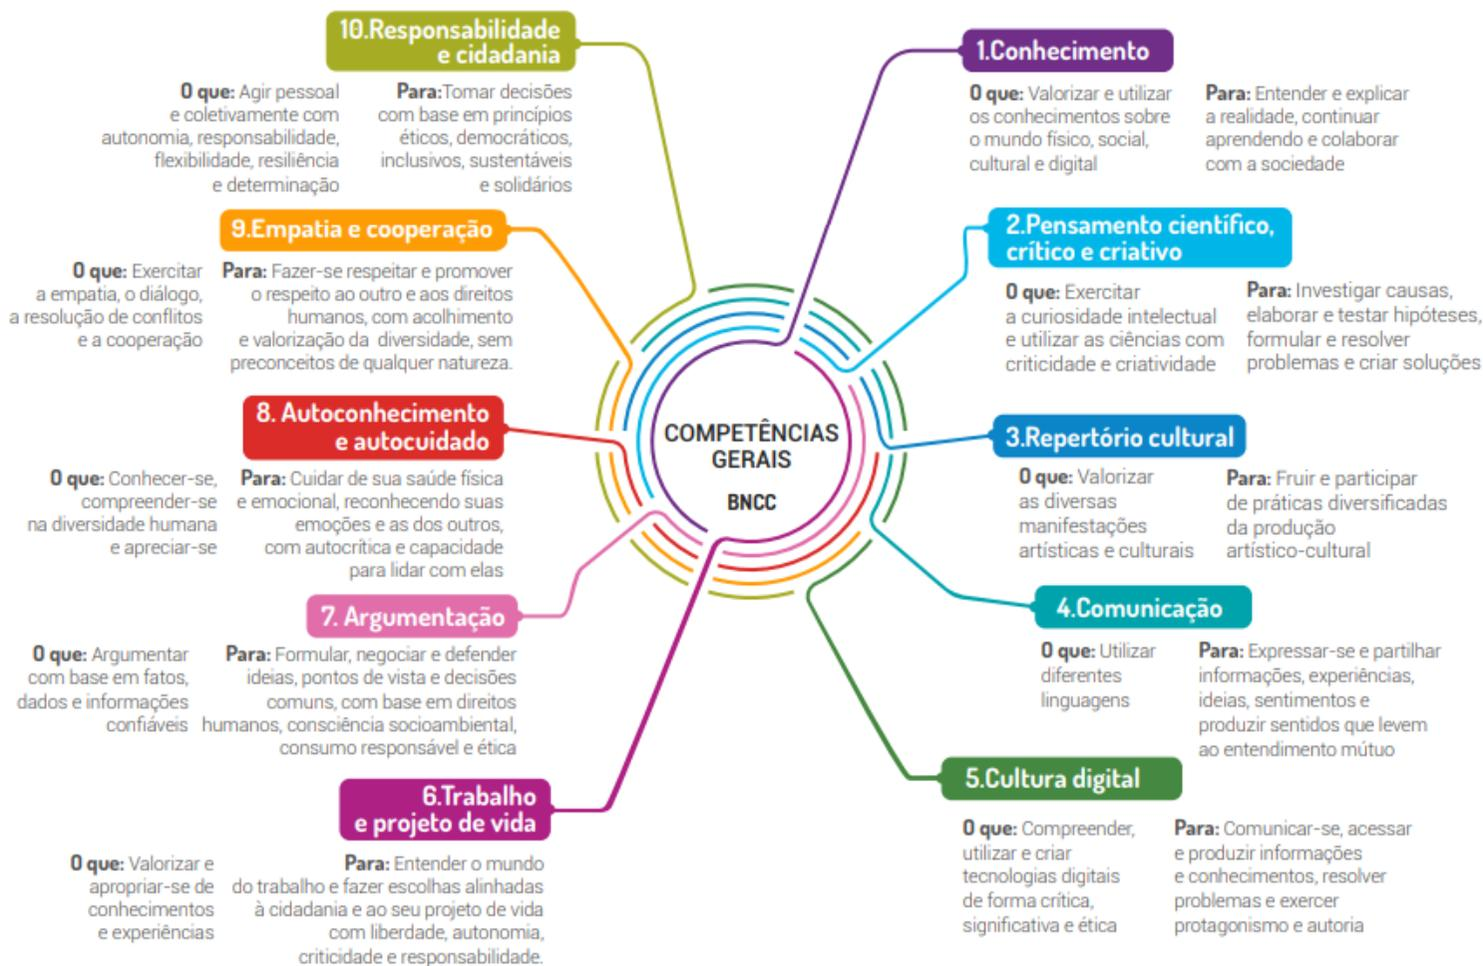 COMPETÊNCIAS
GERAIS
BNCC
1.Conhecimento
O que: Valorizar e utilizar
os conhecimentos sobre
o mundo físico, social,
cultural e digital
Para: Entender e explicar
a realidade, continuar
aprendendo e colaborar
com a sociedade
2.Pensamento científico,
crítico e criativo
O que: Exercitar
a curiosidade intelectual
e utilizar as ciências com
criticidade e criatividade
Para: Investigar causas,
elaborar e testar hipóteses,
formular e resolver
problemas e criar soluções
3.Repertório cultural
O que: Valorizar
as diversas
manifestações
artísticas e culturais
Para: Fruir e participar
de práticas diversificadas
da produção
artístico-cultural
4.Comunicação
O que: Utilizar
diferentes
linguagens
Para: Expressar-se e partilhar
informações, experiências,
ideias, sentimentos e
produzir sentidos que levem
ao entendimento mútuo
5.Cultura digital
O que: Compreender,
utilizar e criar
tecnologias digitais
de forma crítica,
significativa e ética
Para: Comunicar-se, acessar
e produzir informações
e conhecimentos, resolver
problemas e exercer
protagonismo e autoria
6.Trabalho
e projeto de vida
O que: Valorizar e
apropriar-se de
conhecimentos
e experiências
Para: Entender o mundo
do trabalho e fazer escolhas alinhadas
à cidadania e ao seu projeto de vida
com liberdade, autonomia,
criticidade e responsabilidade.
7. Argumentação
O que: Argumentar
com base em fatos,
dados e informações
confiáveis
Para: Formular, negociar e defender
ideias, pontos de vista e decisões
comuns, com base em direitos
humanos, consciência socioambiental,
consumo responsável e ética
8. Autoconhecimento
e autocuidado
O que: Conhecer-se,
compreender-se
na diversidade humana
e apreciar-se
Para: Cuidar de sua saúde física
e emocional, reconhecendo suas
emoções e as dos outros,
com autocrítica e capacidade
para lidar com elas
9.Empatia e cooperação
O que: Exercitar
a empatia, o diálogo,
a resolução de conflitos
e a cooperação
Para: Fazer-se respeitar e promover
o respeito ao outro e aos direitos
humanos, com acolhimento
e valorização da diversidade, sem
preconceitos de qualquer natureza.
10.Responsabilidade
e cidadania
O que: Agir pessoal
e coletivamente com
autonomia, responsabilidade,
flexibilidade, resiliência
e determinação
Para:Tomar decisões
com base em princípios
éticos, democráticos,
inclusivos, sustentáveis
e solidários